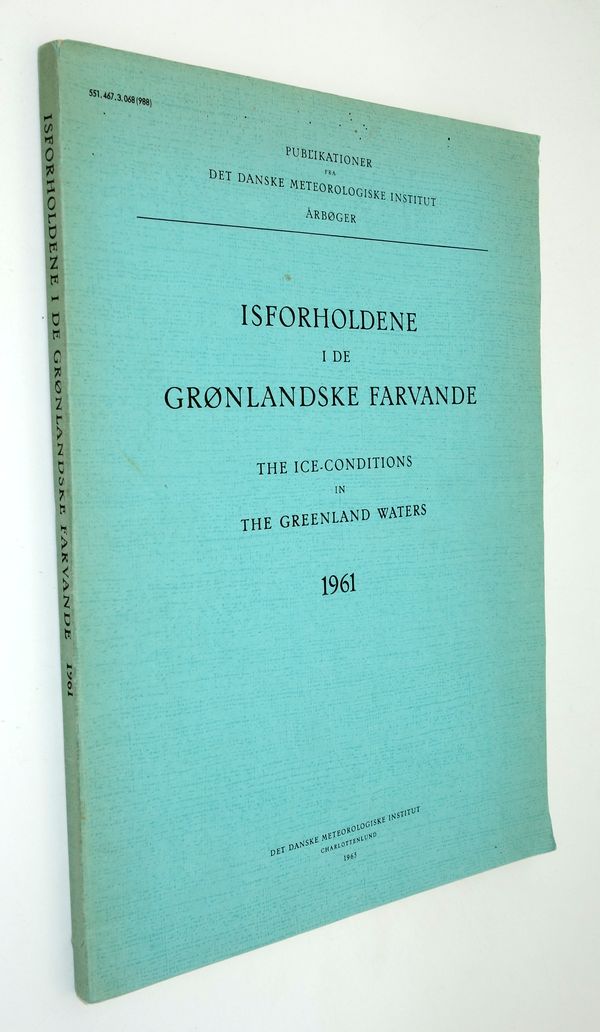 551.467.3.068(988)
PUBLIKATIONER
FRA
DET DANSKE METEOROLOGISKE INSTITUT
ÅRBØGER
ISFORHOLDENE
I DE
GRØNLANDSKE FARVANDE
THE ICE-CONDITIONS
IN
THE GREENLAND WATERS
1961
DET DANSKE METEOROLOGISKE INSTITUT
CHARLOTTENLUND
1965
ISFORHOLDENE I DE GRØNLANDSKE FARVANDE 1961